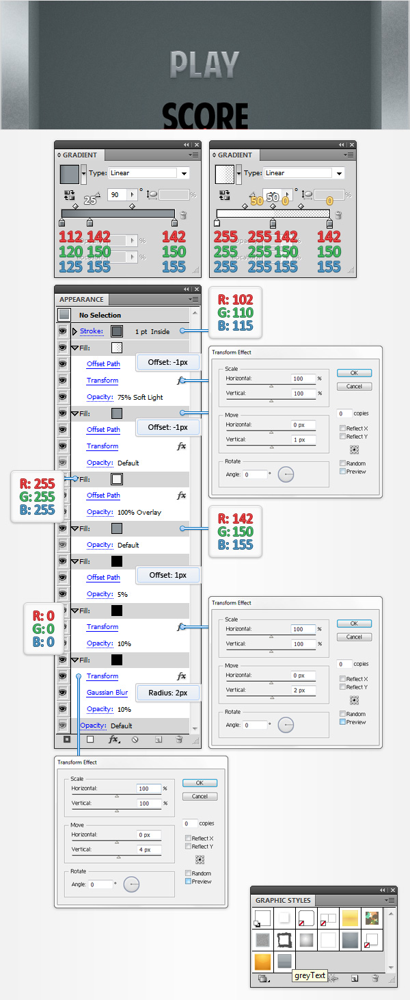 PLAY
SCORE
GRADIENT
Type: Linear
90 °
%
25
112 142 142
120 150 150
125 155 155
GRADIENT
Type: Linear
°
%
50 50 0 0
255 255 142 142
255 255 150 150
255 255 155 155
APPEARANCE
No Selection
Stroke: 1 pt Inside
R: 102
G: 110
B: 115
Fill:
Offset Path
Offset: -1px
Transform fx
Opacity: 75% Soft Light
Fill:
Offset Path
Offset: -1px
Transform fx
Opacity: Default
Fill:
R: 255
G: 255
B: 255
Offset Path fx
Opacity: 100% Overlay
Fill:
R: 142
G: 150
B: 155
Opacity: Default
Fill:
Offset Path
Offset: 1px
Opacity: 5%
Fill:
R: 0
G: 0
B: 0
Transform
Opacity: 10%
Fill:
Transform fx
Gaussian Blur
Radius: 2px
Opacity: 10%
Opacity: Default
fx
Transform Effect
Scale
Horizontal: 100 %
Vertical: 100 %
Move
Horizontal: 0 px
Vertical: 1 px
Rotate
Angle: 0 °
OK
Cancel
0 copies
Reflect X
Reflect Y
Random
Preview
Transform Effect
Scale
Horizontal: 100 %
Vertical: 100 %
Move
Horizontal: 0 px
Vertical: 2 px
Rotate
Angle: 0 °
OK
Cancel
0 copies
Reflect X
Reflect Y
Random
Preview
Transform Effect
Scale
Horizontal: 100 %
Vertical: 100 %
Move
Horizontal: 0 px
Vertical: 4 px
Rotate
Angle: 0 °
OK
Cancel
0 copies
Reflect X
Reflect Y
Random
Preview
GRAPHIC STYLES
greyText